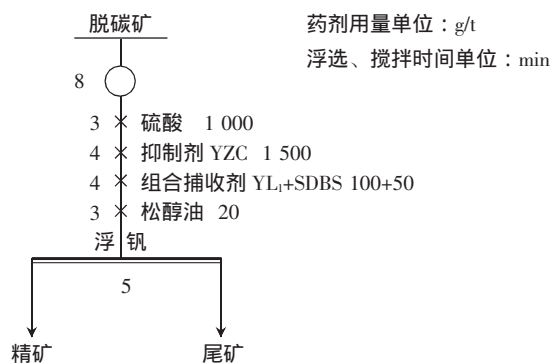 脱碳矿
药剂用量单位：g/t
浮选、搅拌时间单位：min
8
3 硫酸 1 000
4 抑制剂 YZC 1 500
4 组合捕收剂 YL₁+SDBS 100+50
3 松醇油 20
浮 钒
5
精矿 尾矿